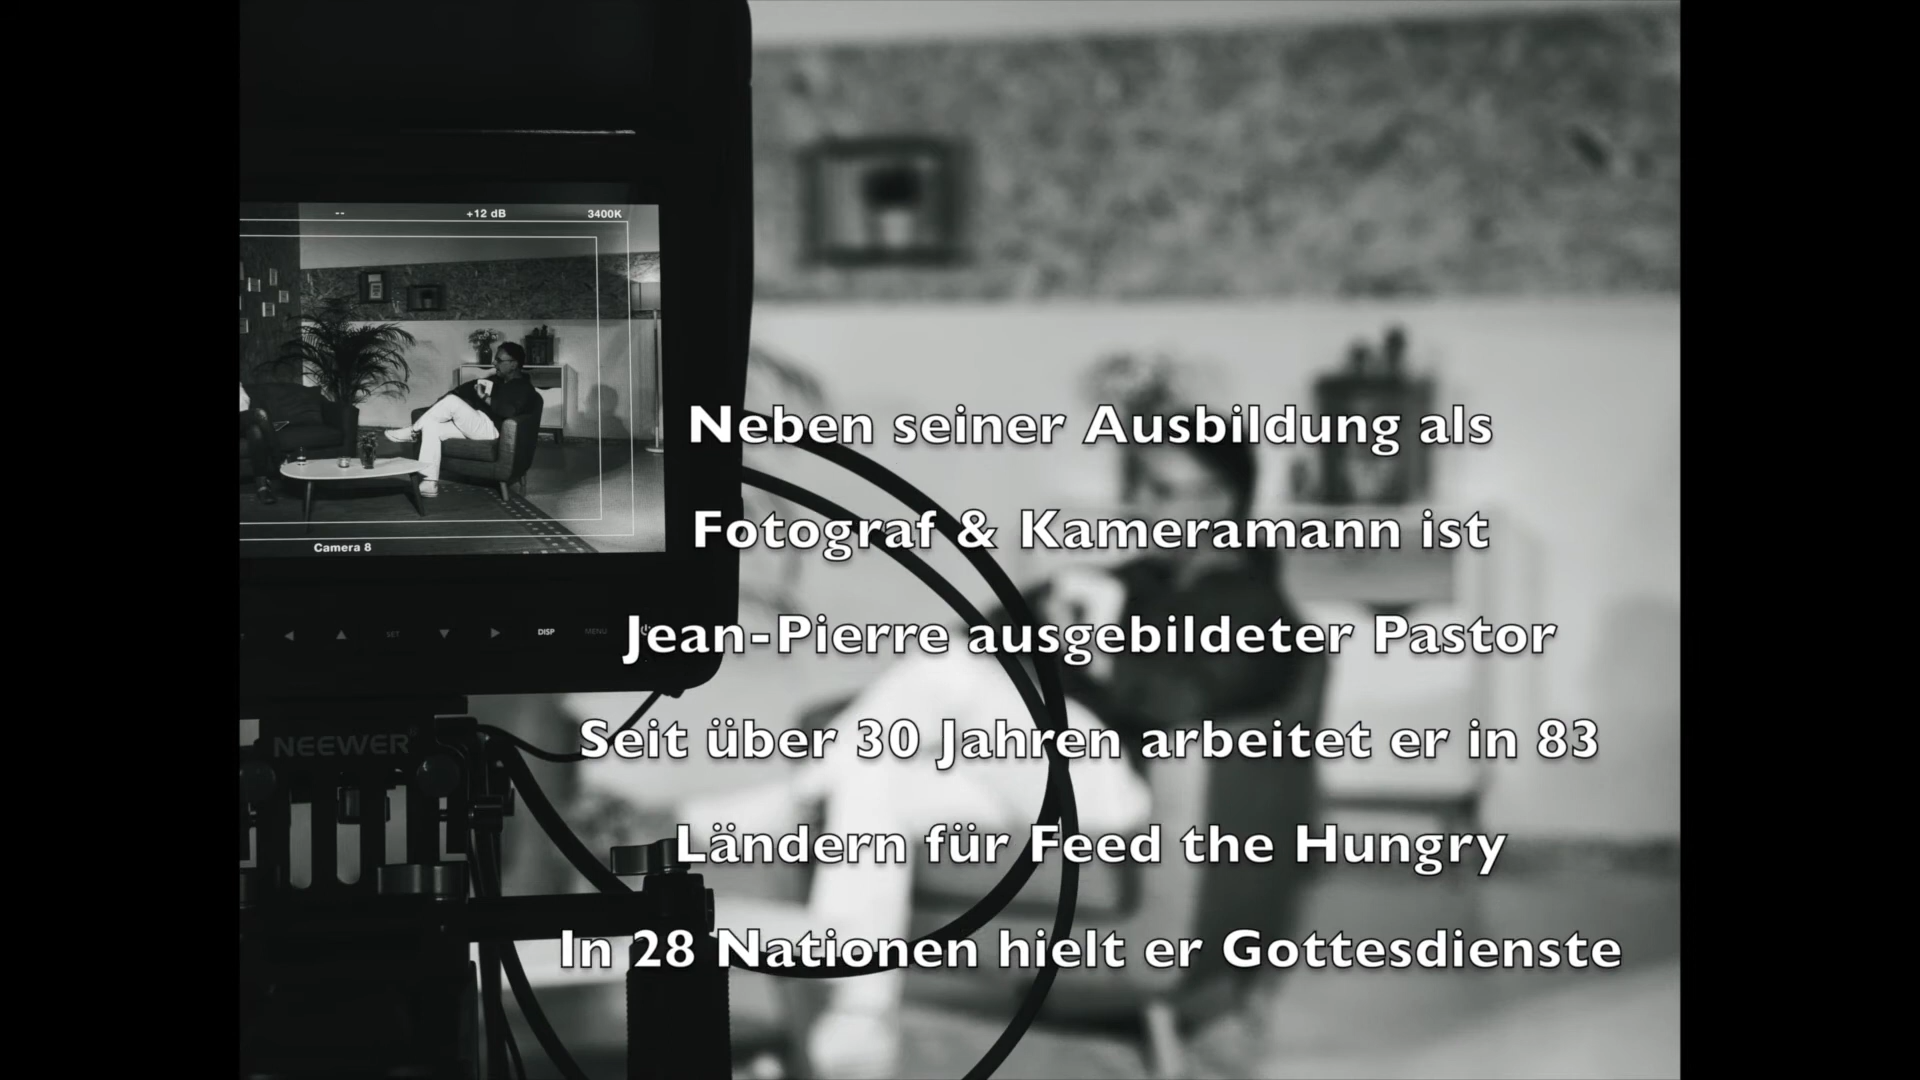 -- +12 dB 3400K
Camera 8
SET DISP MENU
NEEWER®
Neben seiner Ausbildung als
Fotograf & Kameramann ist
Jean-Pierre ausgebildeter Pastor
Seit über 30 Jahren arbeitet er in 83
Ländern für Feed the Hungry
In 28 Nationen hielt er Gottesdienste